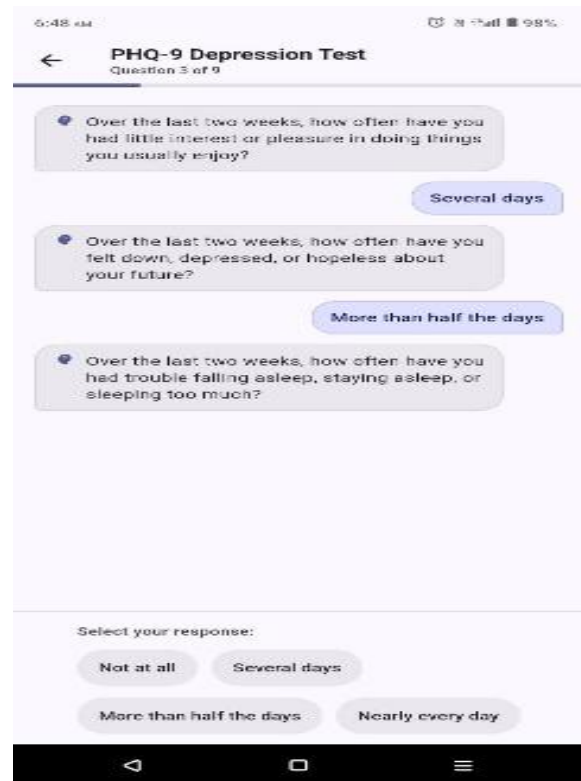 6:48 AM
98%
PHQ-9 Depression Test
Question 3 of 9
Over the last two weeks, how often have you
had little interest or pleasure in doing things
you usually enjoy?
Several days
Over the last two weeks, how often have you
felt down, depressed, or hopeless about
your future?
More than half the days
Over the last two weeks, how often have you
had trouble falling asleep, staying asleep, or
sleeping too much?
Select your response:
Not at all
Several days
More than half the days
Nearly every day